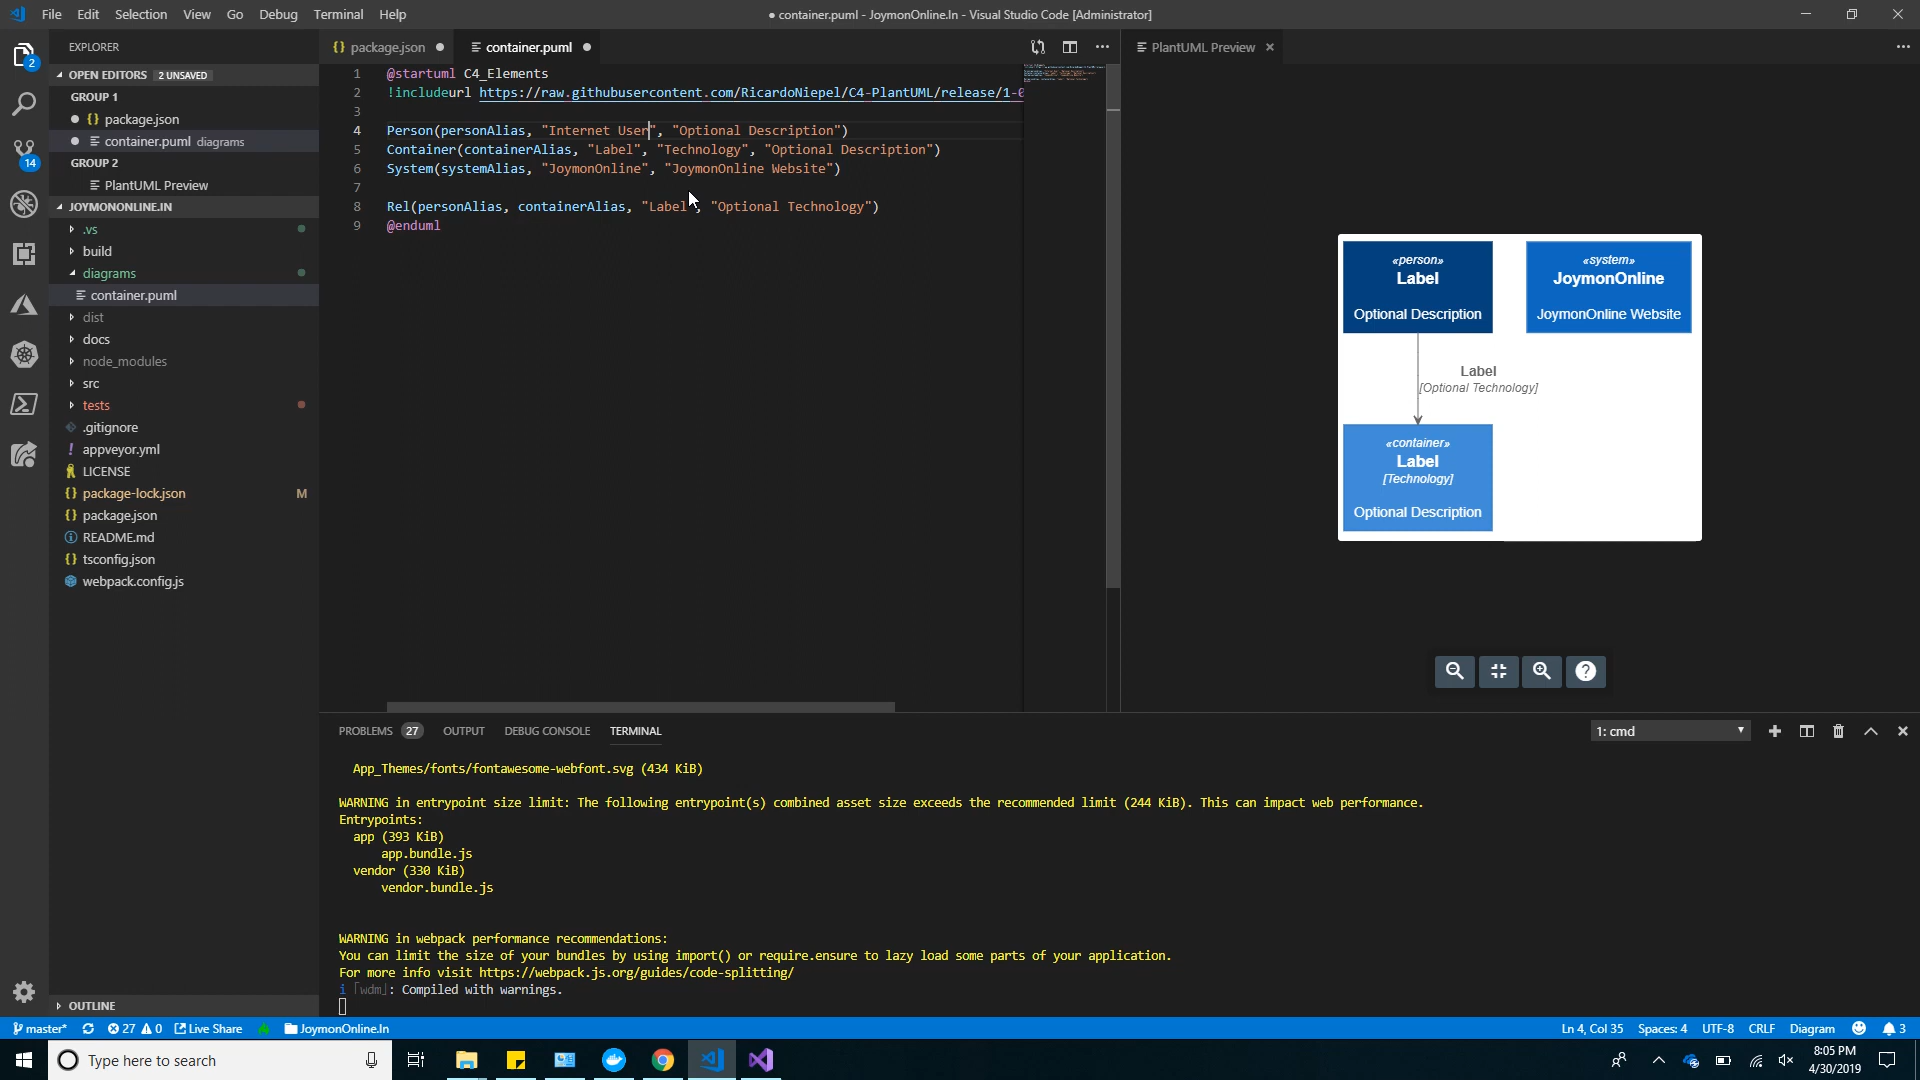 File Edit Selection View Go Debug Terminal Help
● container.puml - JoymonOnline.In - Visual Studio Code [Administrator]
EXPLORER
{} package.json ●
container.puml ●
PlantUML Preview ×
2
14
OPEN EDITORS 2 UNSAVED
GROUP 1
{} package.json
container.puml diagrams
GROUP 2
PlantUML Preview
JOYMONONLINE.IN
.vs
build
diagrams
container.puml
dist
docs
node_modules
src
tests
.gitignore
! appveyor.yml
LICENSE
{} package-lock.json M
{} package.json
README.md
{} tsconfig.json
webpack.config.js
OUTLINE
1 @startuml C4_Elements
2 !includeurl https://raw.githubusercontent.com/RicardoNiepel/C4-PlantUML/release/1-0
3
4 Person(personAlias, "Internet User", "Optional Description")
5 Container(containerAlias, "Label", "Technology", "Optional Description")
6 System(systemAlias, "JoymonOnline", "JoymonOnline Website")
7
8 Rel(personAlias, containerAlias, "Label", "Optional Technology")
9 @enduml
«person»
Label
Optional Description
«system»
JoymonOnline
JoymonOnline Website
Label
[Optional Technology]
«container»
Label
[Technology]
Optional Description
PROBLEMS 27 OUTPUT DEBUG CONSOLE TERMINAL
1: cmd
App_Themes/fonts/fontawesome-webfont.svg (434 KiB)
WARNING in entrypoint size limit: The following entrypoint(s) combined asset size exceeds the recommended limit (244 KiB). This can impact web performance.
Entrypoints:
app (393 KiB)
app.bundle.js
vendor (330 KiB)
vendor.bundle.js
WARNING in webpack performance recommendations:
You can limit the size of your bundles by using import() or require.ensure to lazy load some parts of your application.
For more info visit https://webpack.js.org/guides/code-splitting/
i ｢wdm｣: Compiled with warnings.
master* 27 0 Live Share JoymonOnline.In
Ln 4, Col 35 Spaces: 4 UTF-8 CRLF Diagram 3
Type here to search
8:05 PM
4/30/2019